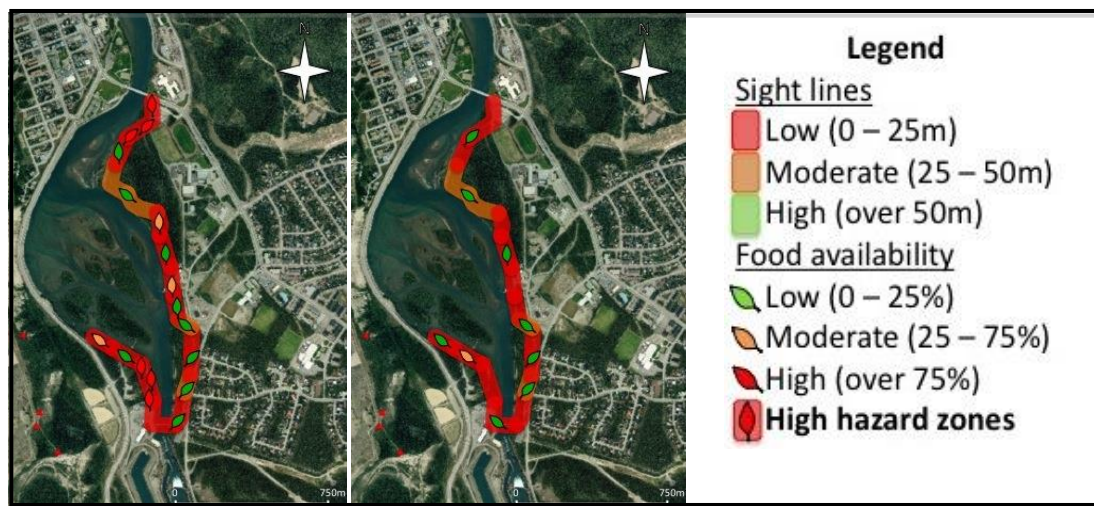 N
0
750m
N
0
750m
Legend
Sight lines
Low (0 – 25m)
Moderate (25 – 50m)
High (over 50m)
Food availability
Low (0 – 25%)
Moderate (25 – 75%)
High (over 75%)
High hazard zones